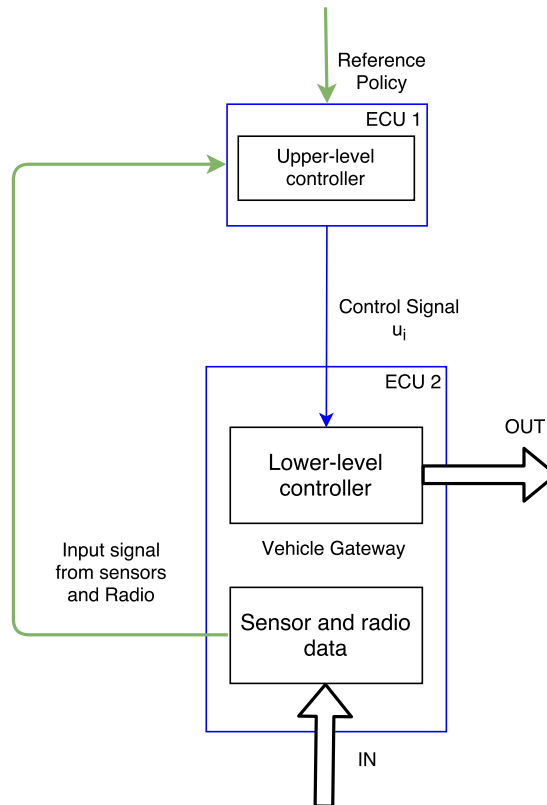 Reference
Policy
ECU 1
Upper-level
controller
Control Signal
u_i
ECU 2
Lower-level
controller
OUT
Vehicle Gateway
Input signal
from sensors
and Radio
Sensor and radio
data
IN